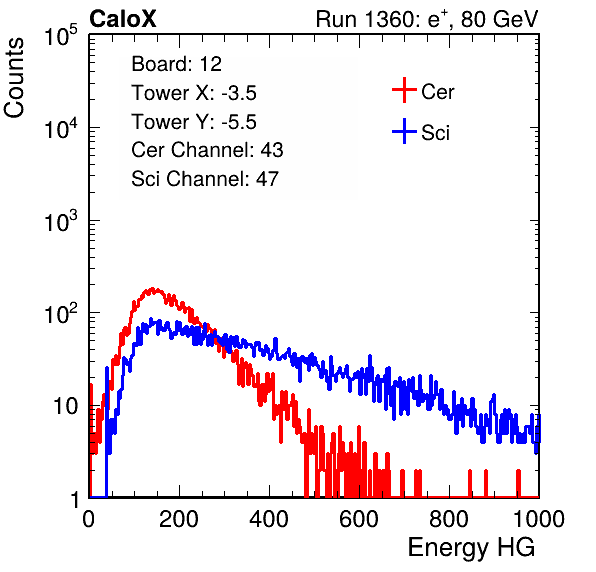 CaloX Run 1360: e⁺, 80 GeV
Counts
Board: 12
Tower X: -3.5
Tower Y: -5.5
Cer Channel: 43
Sci Channel: 47
Cer
Sci
10⁵
10⁴
10³
10²
10
1
0 200 400 600 800 1000
Energy HG